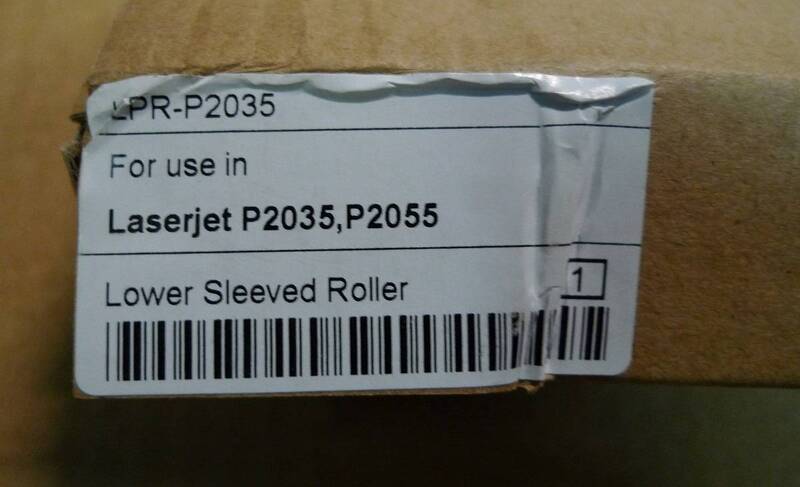 LPR-P2035
For use in
Laserjet P2035,P2055
Lower Sleeved Roller
1